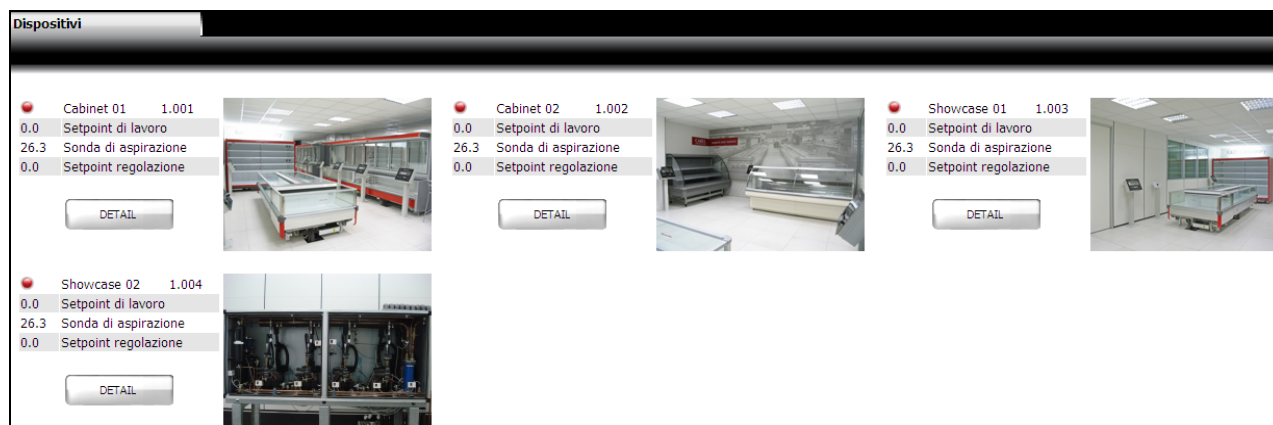 Dispositivi
Cabinet 01 1.001
0.0 Setpoint di lavoro
26.3 Sonda di aspirazione
0.0 Setpoint regolazione
DETAIL
Cabinet 02 1.002
0.0 Setpoint di lavoro
26.3 Sonda di aspirazione
0.0 Setpoint regolazione
DETAIL
Showcase 01 1.003
0.0 Setpoint di lavoro
26.3 Sonda di aspirazione
0.0 Setpoint regolazione
DETAIL
Showcase 02 1.004
0.0 Setpoint di lavoro
26.3 Sonda di aspirazione
0.0 Setpoint regolazione
DETAIL